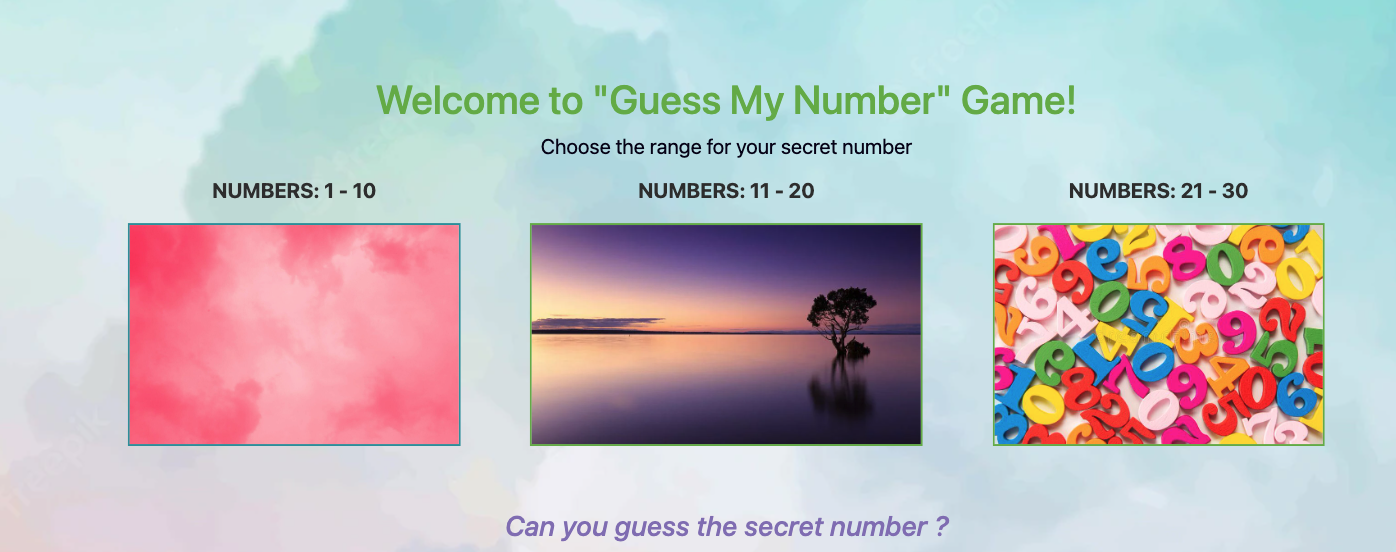 Welcome to "Guess My Number" Game!
Choose the range for your secret number
NUMBERS: 1 - 10
NUMBERS: 11 - 20
NUMBERS: 21 - 30
Can you guess the secret number ?
freepik